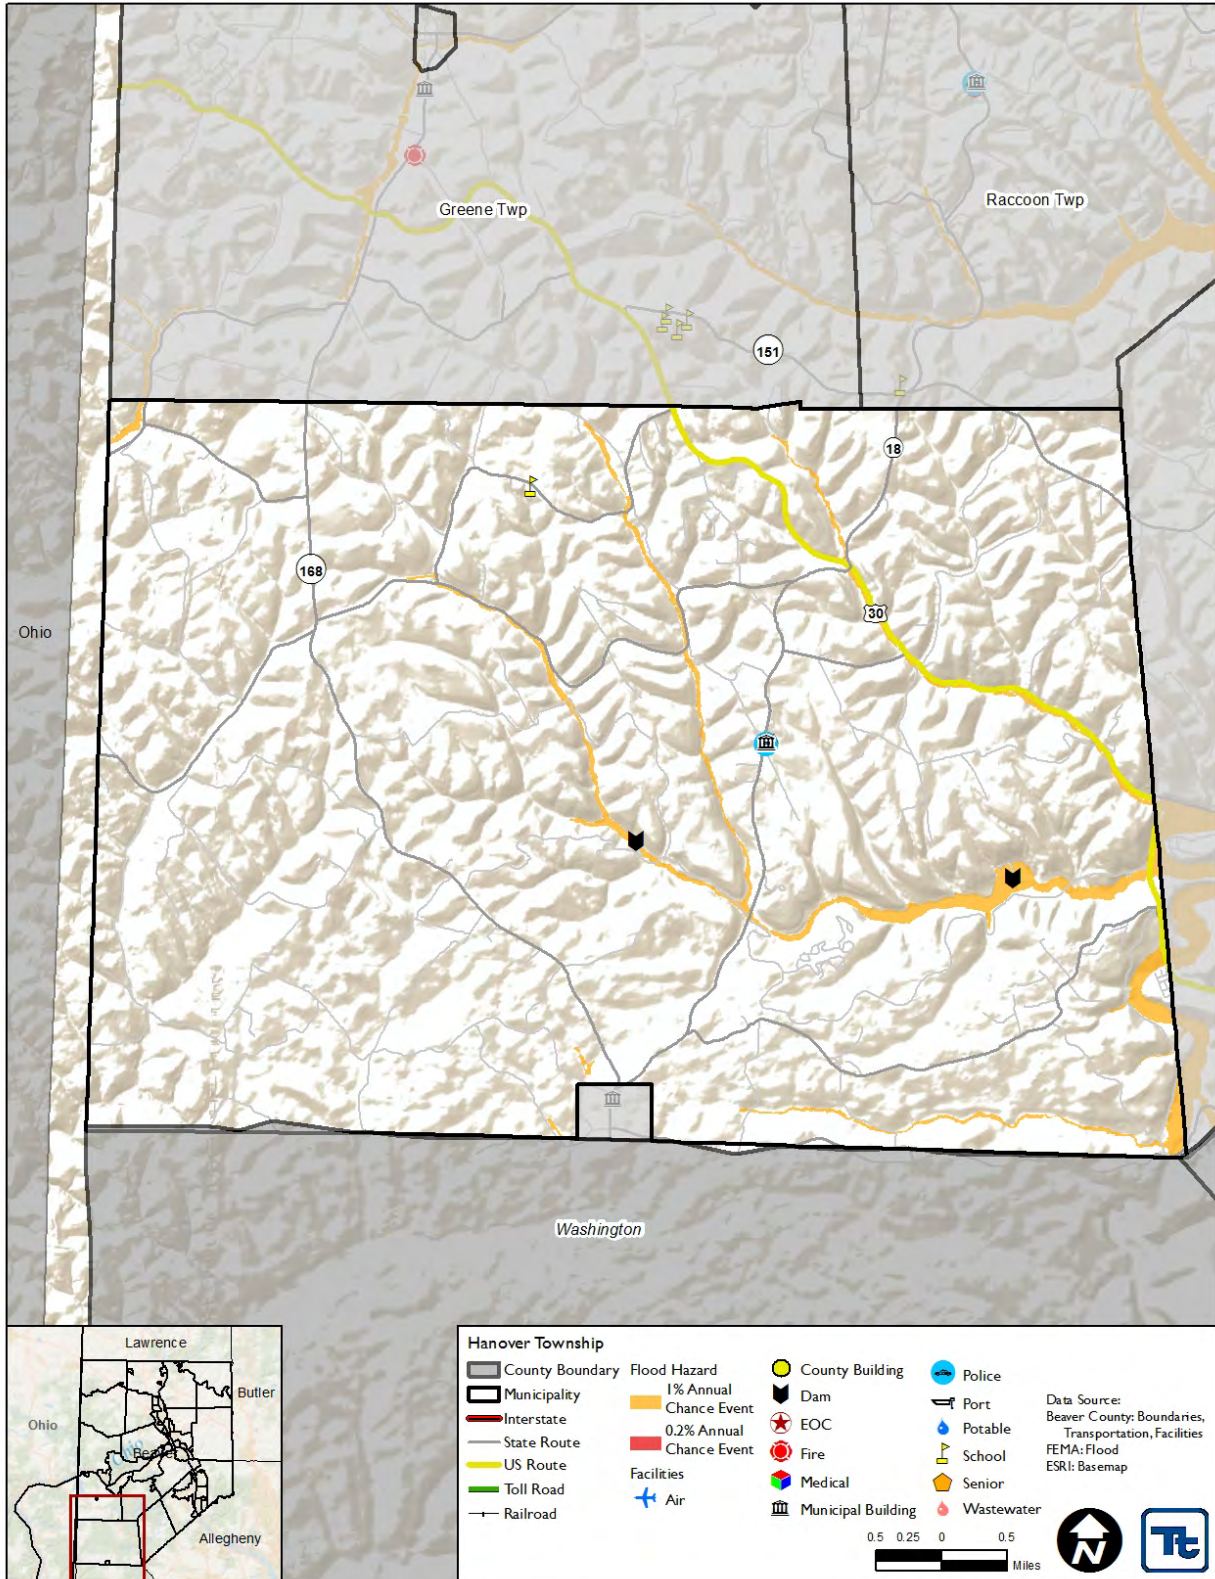 Greene Twp
Raccoon Twp
151
18
168
30
Ohio
Washington
Lawrence
Butler
Ohio
Ohio
Beaver
Allegheny
Hanover Township
County Boundary
Municipality
Interstate
State Route
US Route
Toll Road
Railroad
Flood Hazard
1% Annual
Chance Event
0.2% Annual
Chance Event
Facilities
Air
County Building
Dam
EOC
Fire
Medical
Municipal Building
Police
Port
Potable
School
Senior
Wastewater
Data Source:
Beaver County: Boundaries,
Transportation, Facilities
FEMA: Flood
ESRI: Basemap
0.5 0.25 0 0.5
Miles
N
Tt